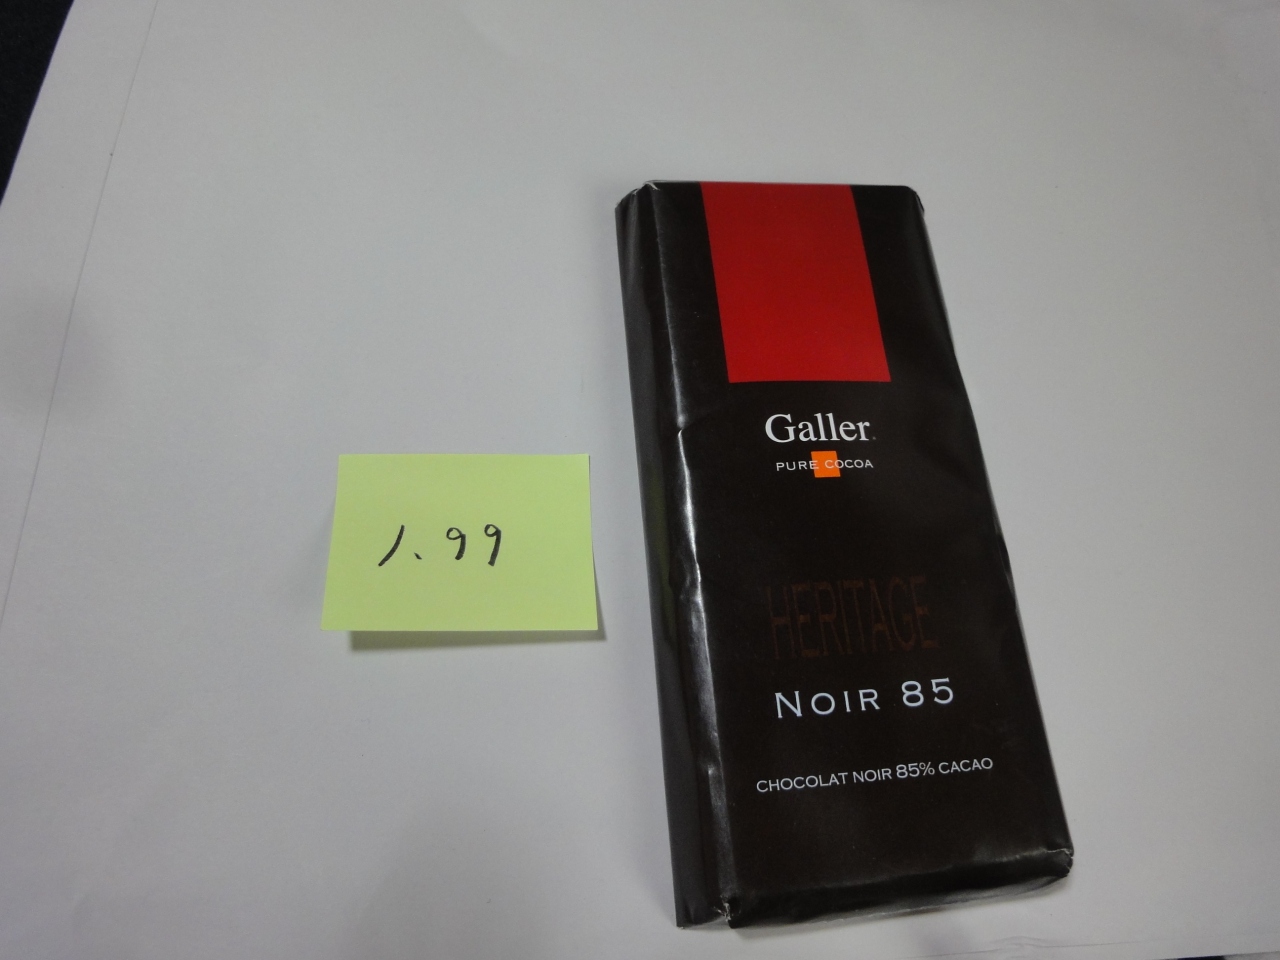 1.99
Galler
PURE COCOA
HERITAGE
NOIR 85
CHOCOLAT NOIR 85% CACAO